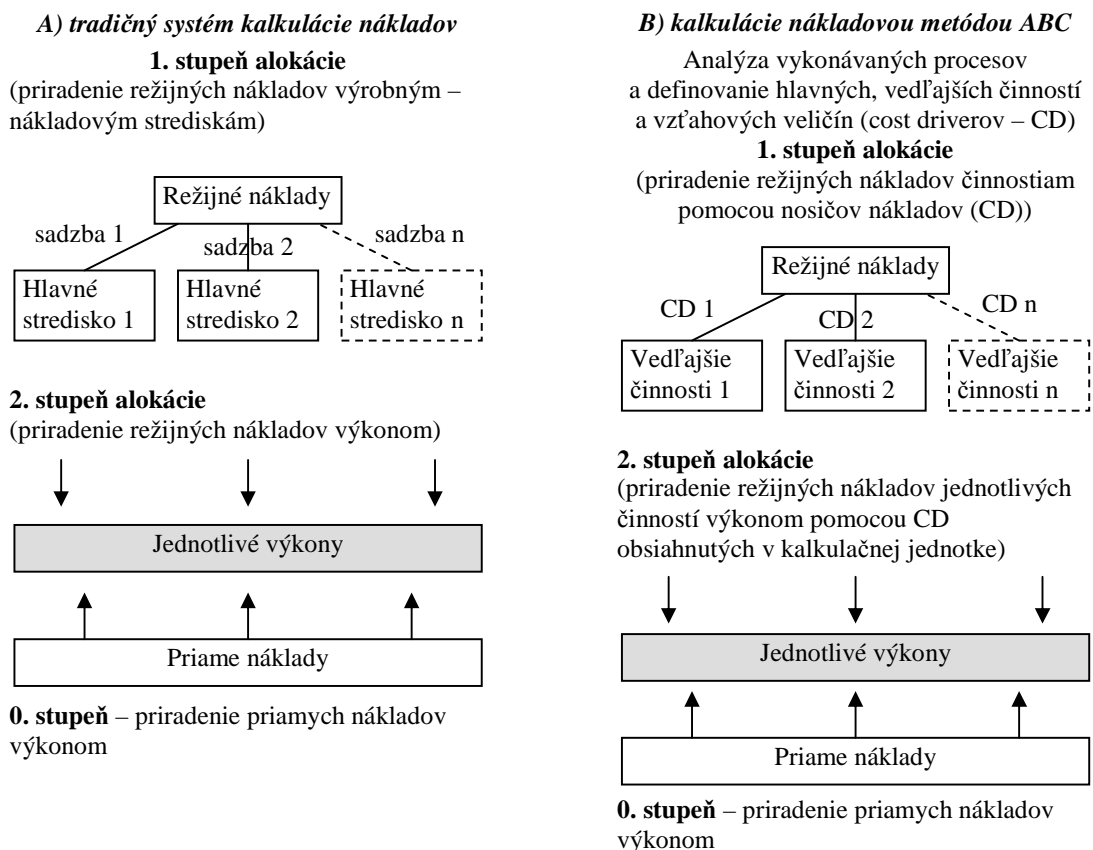 A) tradičný systém kalkulácie nákladov
1. stupeň alokácie
(priradenie režijných nákladov výrobným –
nákladovým strediskám)
Režijné náklady
sadzba 1
sadzba 2
sadzba n
Hlavné
stredisko 1
Hlavné
stredisko 2
Hlavné
stredisko n
2. stupeň alokácie
(priradenie režijných nákladov výkonom)
Jednotlivé výkony
Priame náklady
0. stupeň – priradenie priamych nákladov
výkonom
B) kalkulácie nákladovou metódou ABC
Analýza vykonávaných procesov
a definovanie hlavných, vedľajších činností
a vzťahových veličín (cost driverov – CD)
1. stupeň alokácie
(priradenie režijných nákladov činnostiam
pomocou nosičov nákladov (CD))
Režijné náklady
CD 1
CD 2
CD n
Vedľajšie
činnosti 1
Vedľajšie
činnosti 2
Vedľajšie
činnosti n
2. stupeň alokácie
(priradenie režijných nákladov jednotlivých
činností výkonom pomocou CD
obsiahnutých v kalkulačnej jednotke)
Jednotlivé výkony
Priame náklady
0. stupeň – priradenie priamych nákladov
výkonom